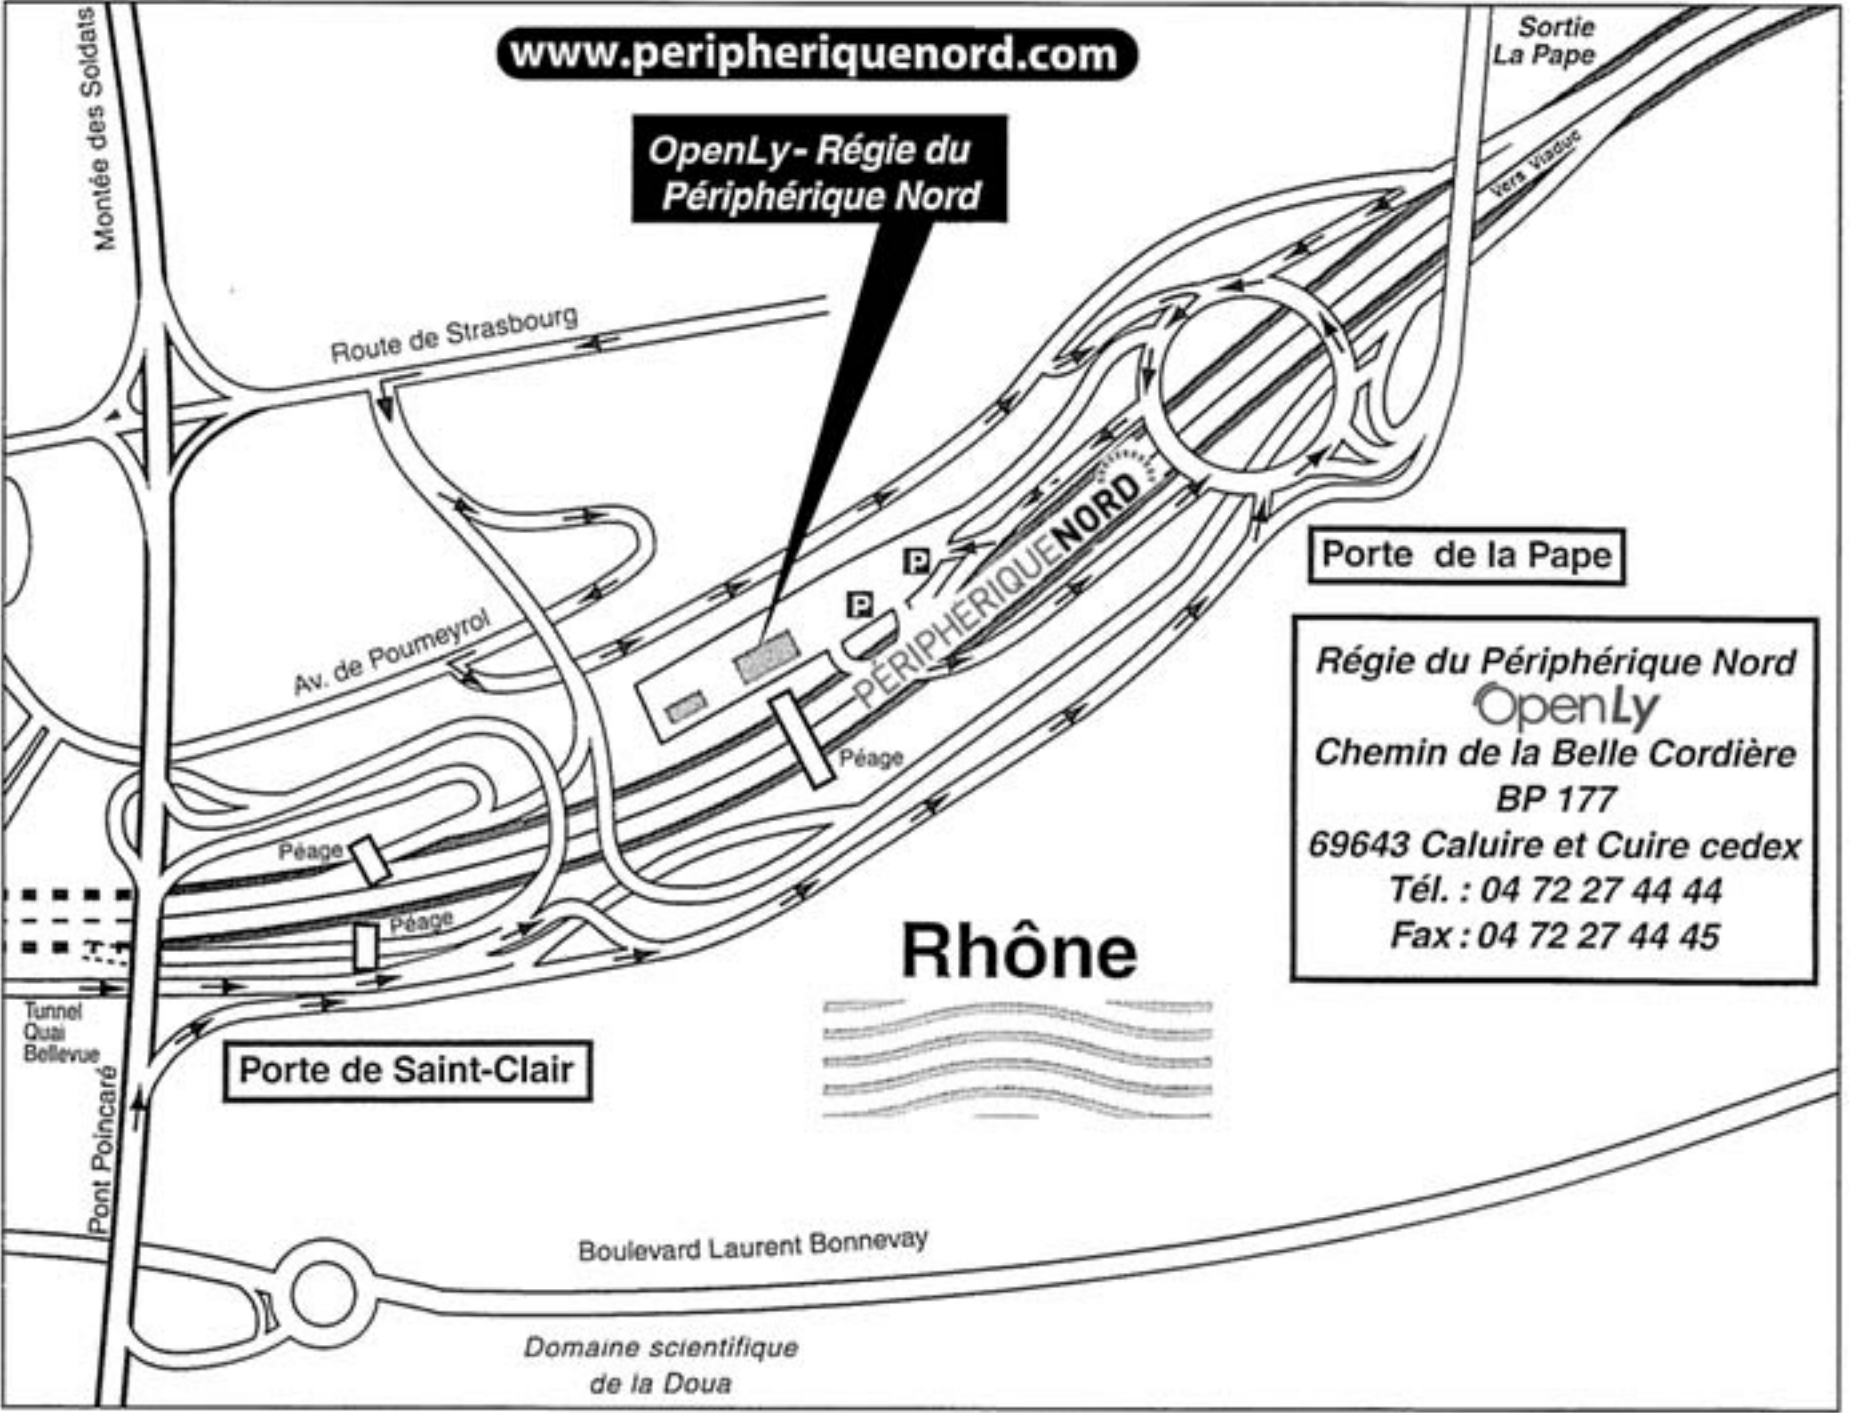 www.peripheriquenord.com
Sortie
La Pape
Montée des Soldats
OpenLy - Régie du
Périphérique Nord
Vers Viaduc
Route de Strasbourg
P
P
PÉRIPHÉRIQUENORD
Porte de la Pape
Av. de Poumeyrol
Régie du Périphérique Nord
OpenLy
Chemin de la Belle Cordière
BP 177
69643 Caluire et Cuire cedex
Tél. : 04 72 27 44 44
Fax : 04 72 27 44 45
Péage
Péage
Péage
Rhône
Tunnel
Quai
Bellevue
Porte de Saint-Clair
Pont Poincaré
Boulevard Laurent Bonnevay
Domaine scientifique
de la Doua